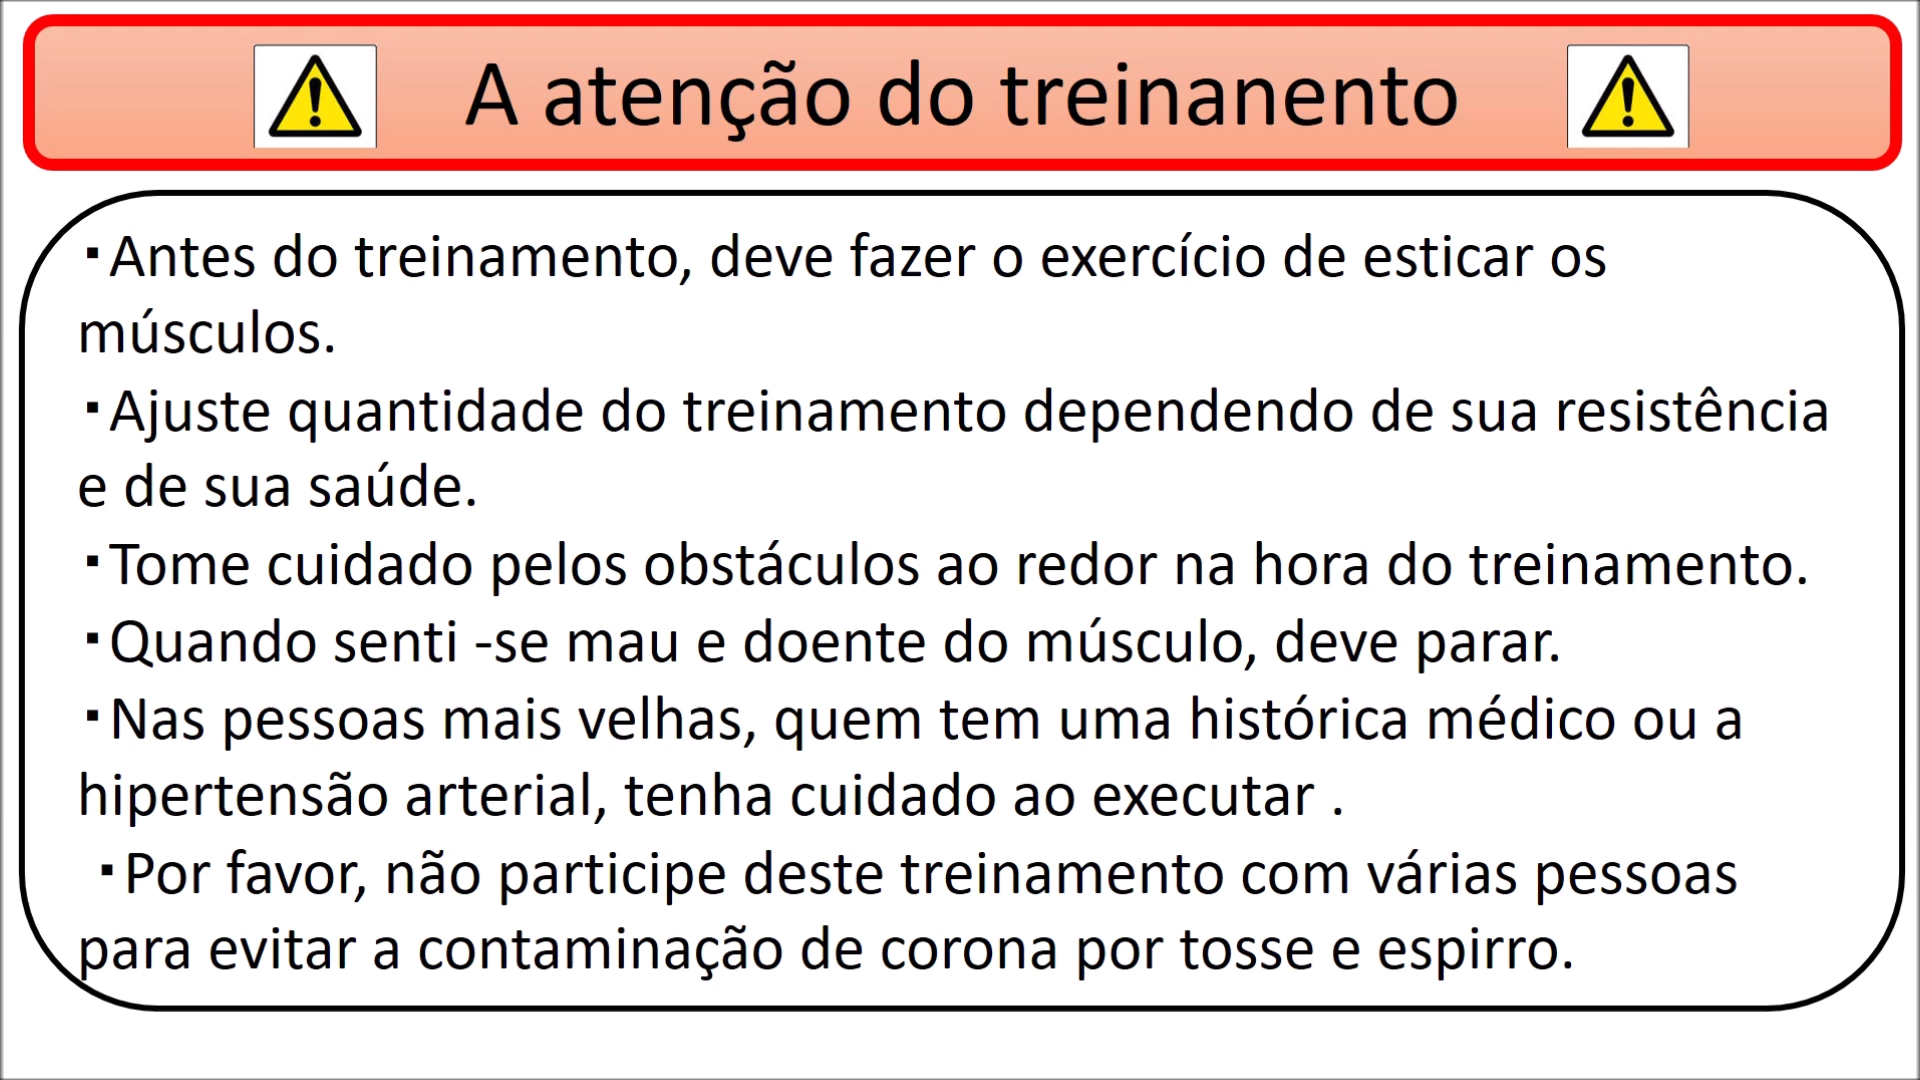 A atenção do treinanento
･Antes do treinamento, deve fazer o exercício de esticar os
músculos.
･Ajuste quantidade do treinamento dependendo de sua resistência
e de sua saúde.
･Tome cuidado pelos obstáculos ao redor na hora do treinamento.
･Quando senti -se mau e doente do músculo, deve parar.
･Nas pessoas mais velhas, quem tem uma histórica médico ou a
hipertensão arterial, tenha cuidado ao executar .
･Por favor, não participe deste treinamento com várias pessoas
para evitar a contaminação de corona por tosse e espirro.